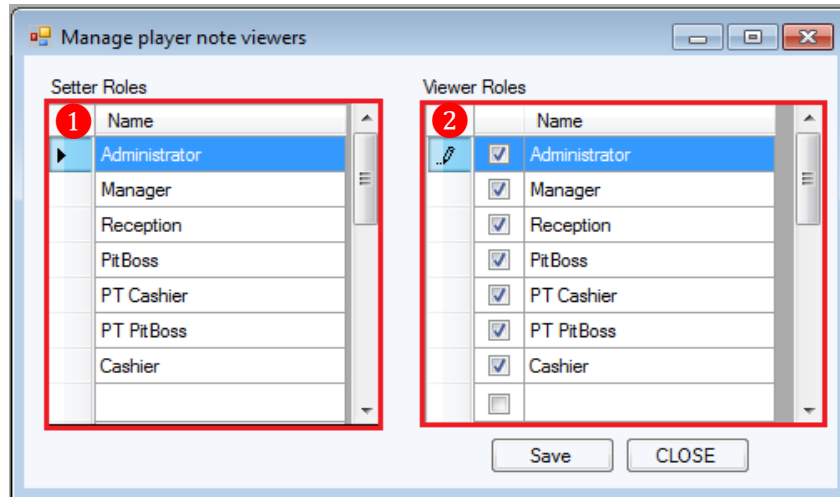 Manage player note viewers
Setter Roles
1 Name
Administrator
Manager
Reception
PitBoss
PT Cashier
PT PitBoss
Cashier
Viewer Roles
2 Name
Administrator
Manager
Reception
PitBoss
PT Cashier
PT PitBoss
Cashier
Save CLOSE